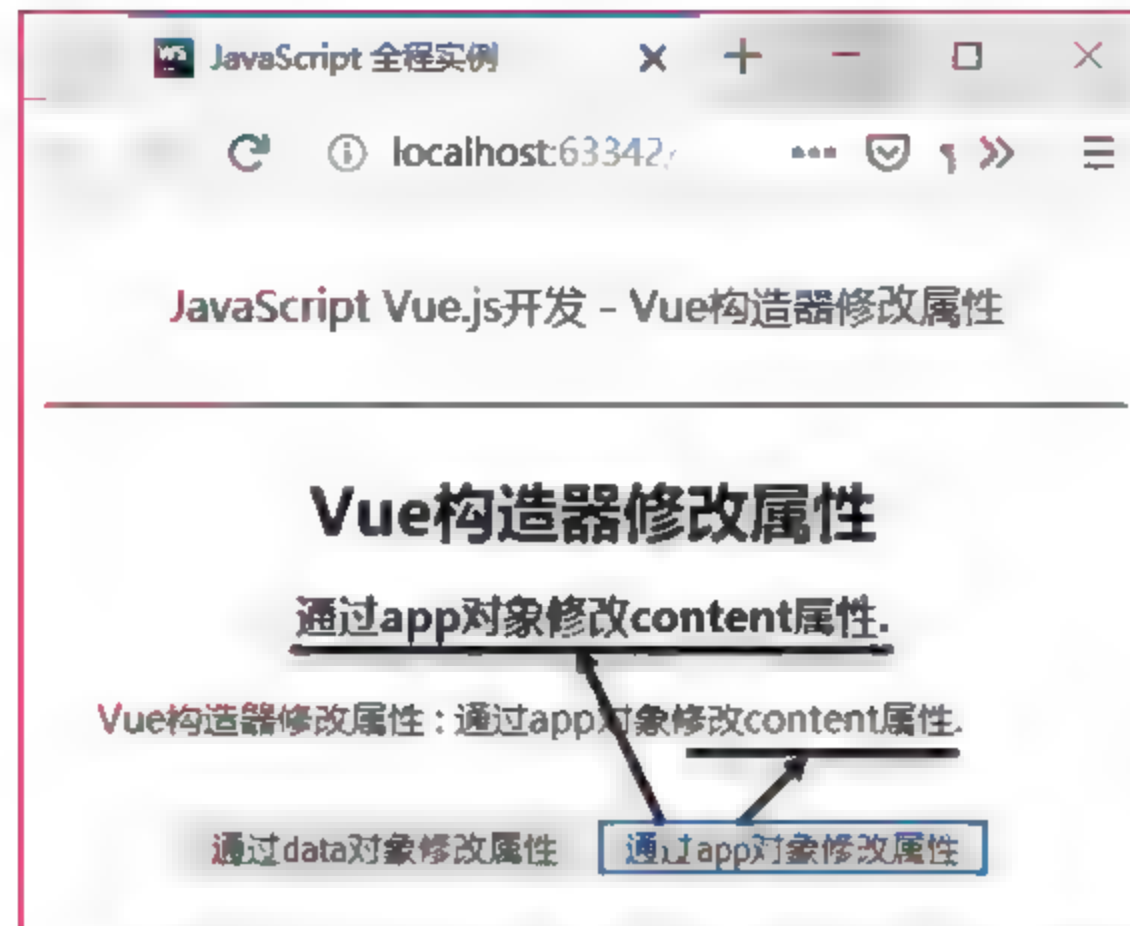 JavaScript 全程实例
localhost:63342/
JavaScript Vue.js开发 - Vue构造器修改属性
Vue构造器修改属性
通过app对象修改content属性.
Vue构造器修改属性：通过app对象修改content属性.
通过data对象修改属性 通过app对象修改属性